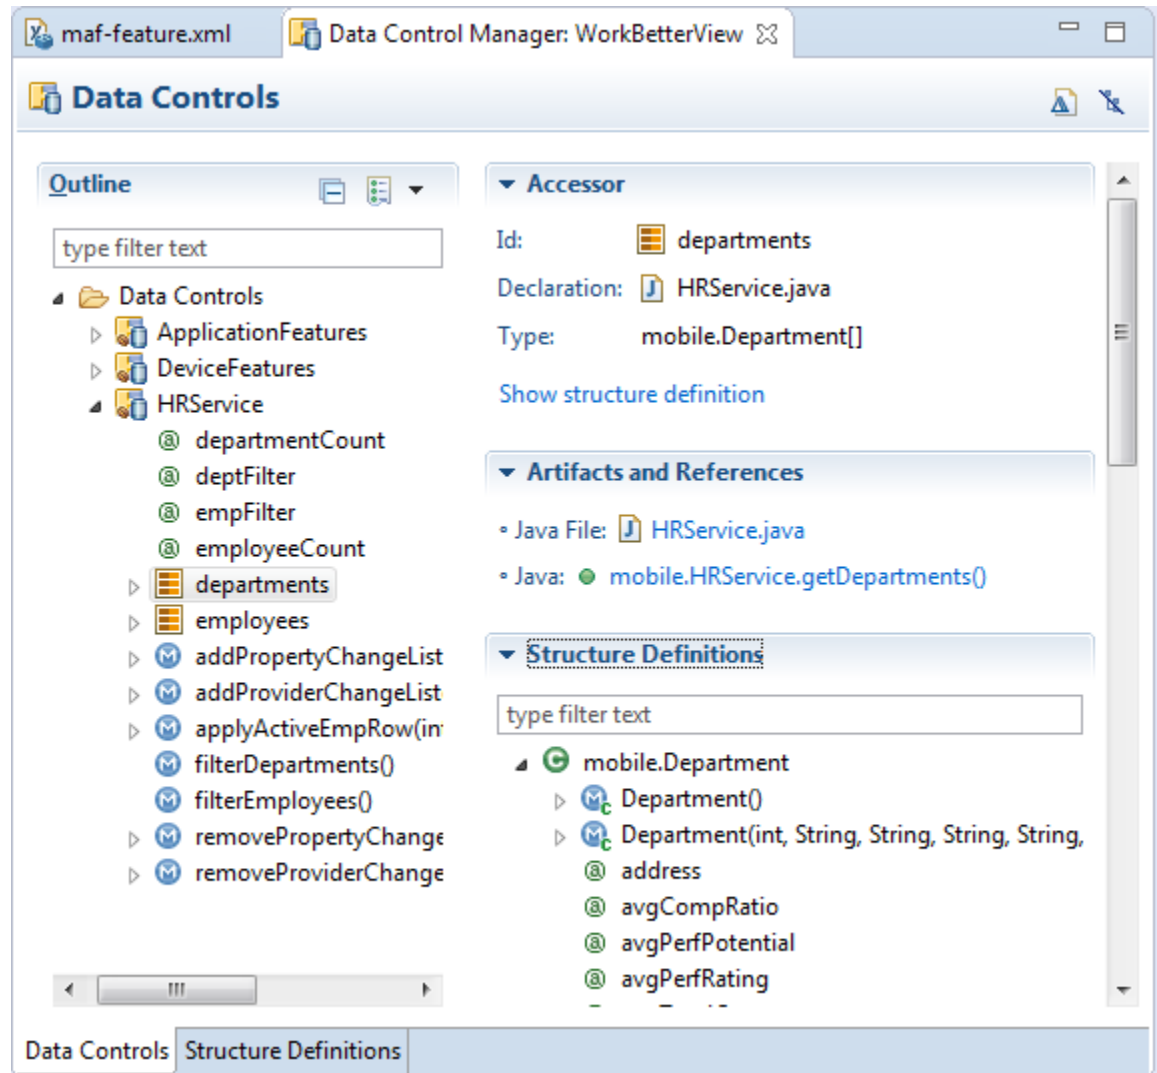 maf-feature.xml
Data Control Manager: WorkBetterView
Data Controls
Outline
type filter text
Data Controls
ApplicationFeatures
DeviceFeatures
HRService
departmentCount
deptFilter
empFilter
employeeCount
departments
employees
addPropertyChangeList
addProviderChangeList
applyActiveEmpRow(in
filterDepartments()
filterEmployees()
removePropertyChange
removeProviderChange
Accessor
Id: departments
Declaration: HRService.java
Type: mobile.Department[]
Show structure definition
Artifacts and References
Java File: HRService.java
Java: mobile.HRService.getDepartments()
Structure Definitions
type filter text
mobile.Department
Department()
Department(int, String, String, String, String,
address
avgCompRatio
avgPerfPotential
avgPerfRating
Data Controls
Structure Definitions